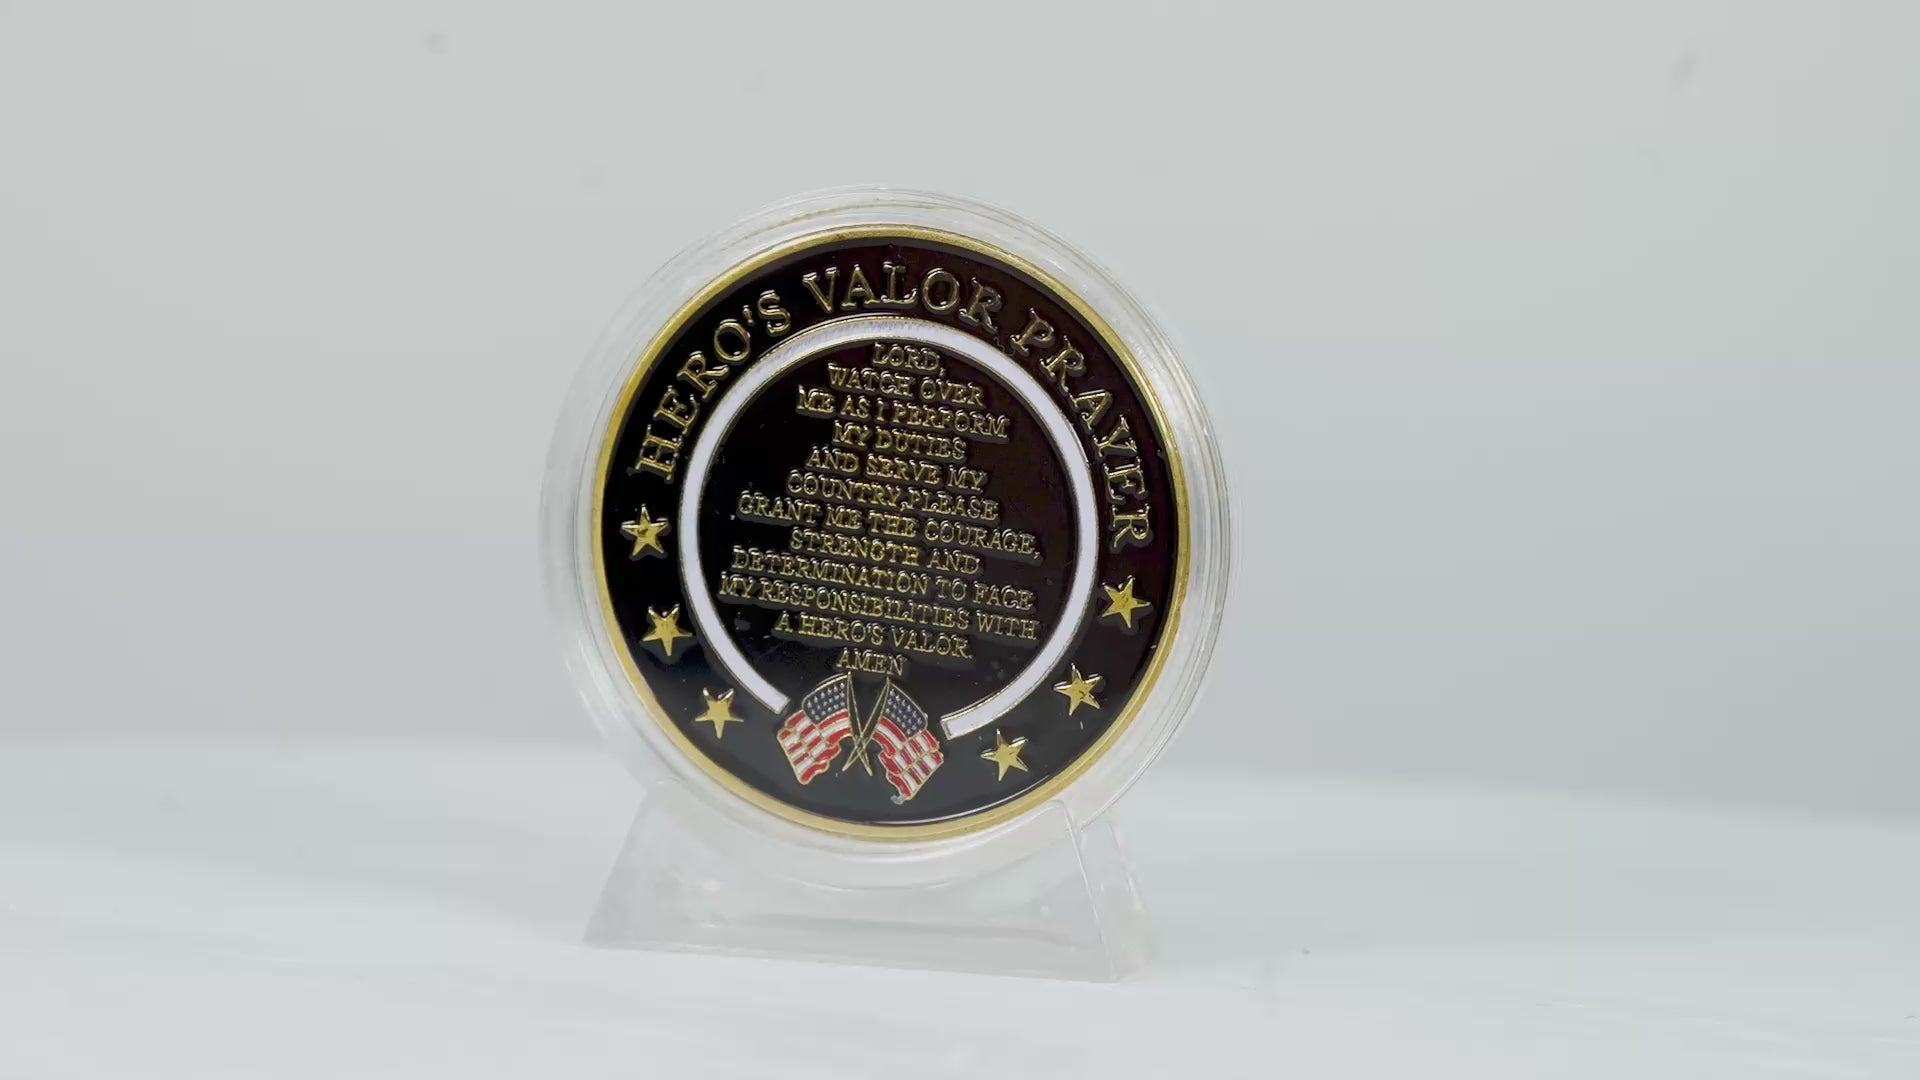 HERO'S VALOR PRAYER
LORD,
WATCH OVER
ME AS I PERFORM
MY DUTIES
AND SERVE MY
COUNTRY,PLEASE
GRANT ME THE COURAGE,
STRENGTH AND
DETERMINATION TO FACE
MY RESPONSIBILITIES WITH
A HERO'S VALOR.
AMEN